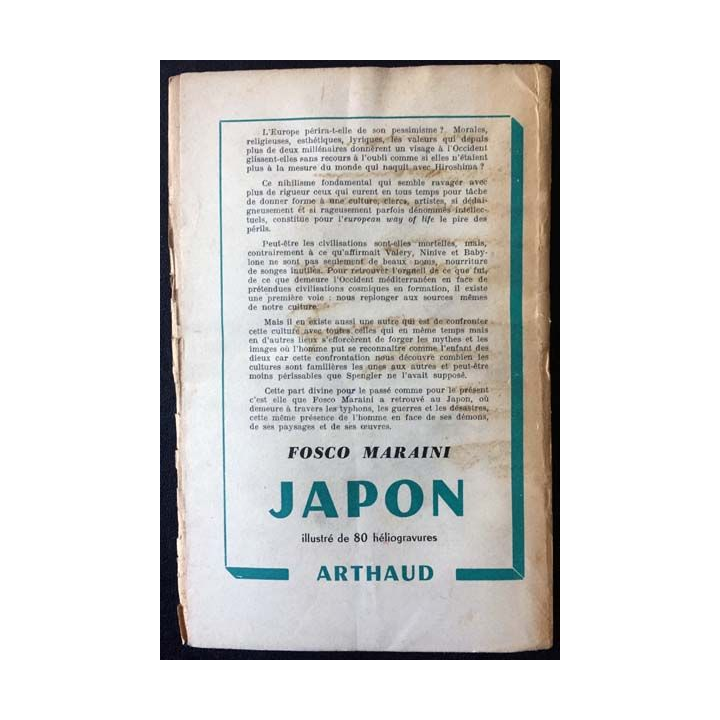 L'Europe périra-t-elle de son pessimisme ? Morales,
religieuses, esthétiques, lyriques, les valeurs qui depuis
plus de deux millénaires donnèrent un visage à l'Occident
glissent-elles sans recours à l'oubli comme si elles n'étaient
plus à la mesure du monde qui naquit avec Hiroshima ?
Ce nihilisme fondamental qui semble ravager avec
plus de rigueur ceux qui eurent en tous temps pour tâche
de donner forme à une culture, clercs, artistes, si dédai-
gneusement et si rageusement parfois dénommés intellec-
tuels, constitue pour l'european way of life le pire des
périls.
Peut-être les civilisations sont-elles mortelles, mais,
contrairement à ce qu'affirmait Valéry, Ninive et Baby-
lone ne sont pas seulement de beaux noms, nourriture
de songes inutiles. Pour retrouver l'orgueil de ce que fut,
de ce que demeure l'Occident méditerranéen en face de
prétendues civilisations cosmiques en formation, il existe
une première voie : nous replonger aux sources mêmes
de notre culture.
Mais il en existe aussi une autre qui est de confronter
cette culture avec toutes celles qui en même temps mais
en d'autres lieux s'efforcèrent de forger les mythes et les
images où l'homme put se reconnaître comme l'enfant des
dieux car cette confrontation nous découvre combien les
cultures sont familières les unes aux autres et peut-être
moins périssables que Spengler ne l'avait supposé.
Cette part divine pour le passé comme pour le présent
c'est elle que Fosco Maraini a retrouvé au Japon, où
demeure à travers les typhons, les guerres et les désastres,
cette même présence de l'homme en face de ses démons,
de ses paysages et de ses œuvres.
FOSCO MARAINI
JAPON
illustré de 80 héliogravures
ARTHAUD